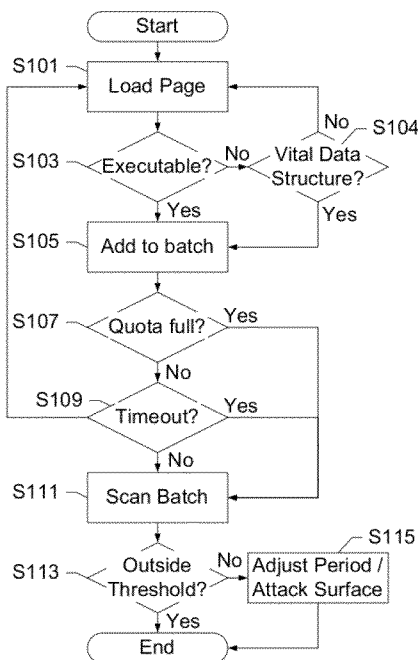 Start
S101
Load Page
No
S104
S103
Executable?
No
Vital Data
Structure?
Yes
Yes
S105
Add to batch
S107
Quota full?
Yes
No
S109
Timeout?
Yes
No
S111
Scan Batch
S115
S113
Outside
Threshold?
No
Adjust Period /
Attack Surface
Yes
End